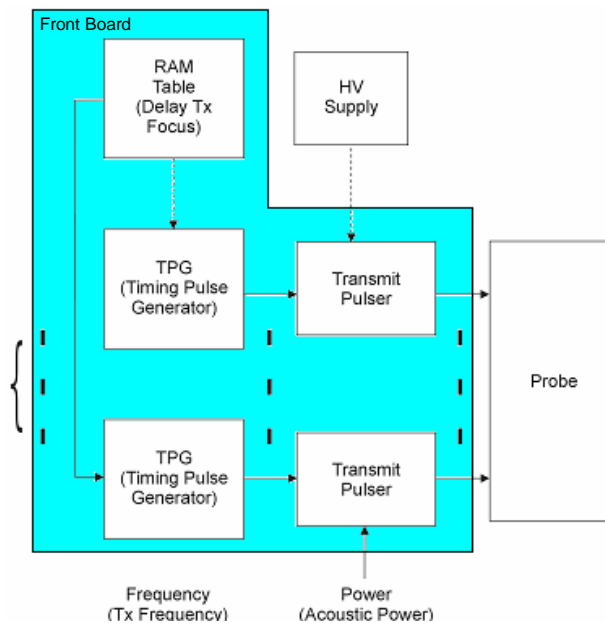 Front Board
RAM
Table
(Delay Tx
Focus)
HV
Supply
TPG
(Timing Pulse
Generator)
Transmit
Pulser
Probe
TPG
(Timing Pulse
Generator)
Transmit
Pulser
Frequency
(Tx Frequency)
Power
(Acoustic Power)